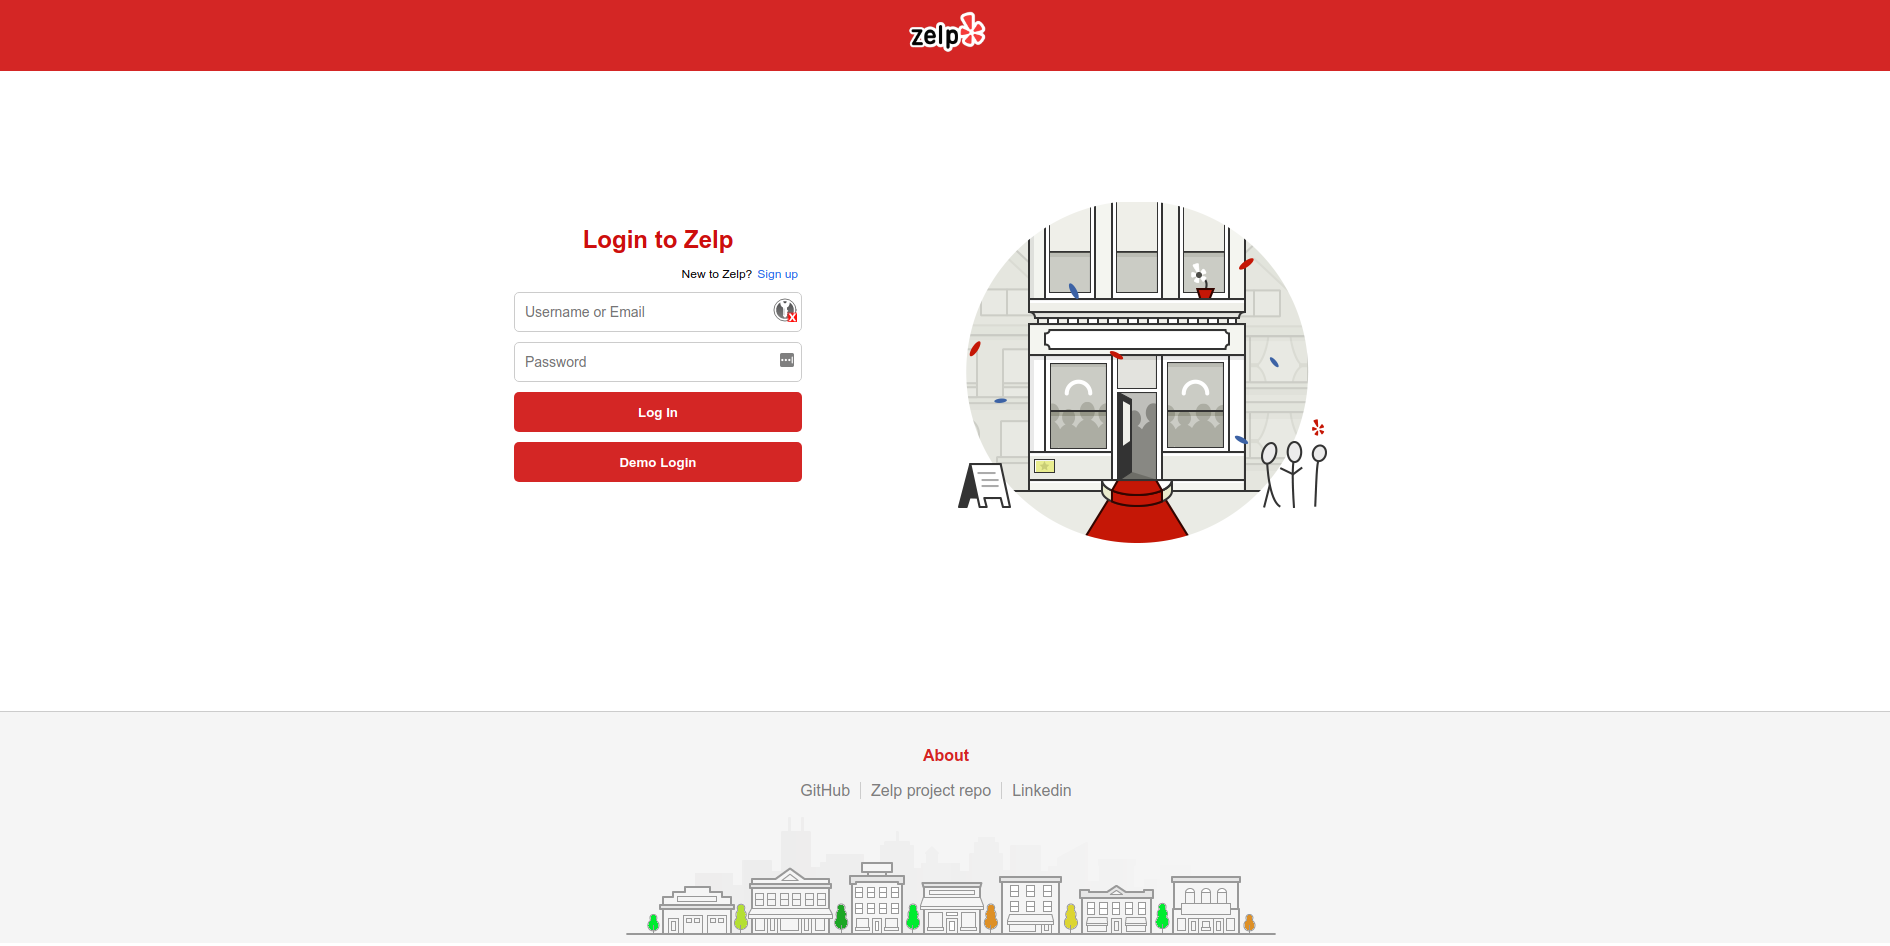 zelp
Login to Zelp
New to Zelp? Sign up
Username or Email
Password
Log In
Demo Login
About
GitHub
Zelp project repo
Linkedin